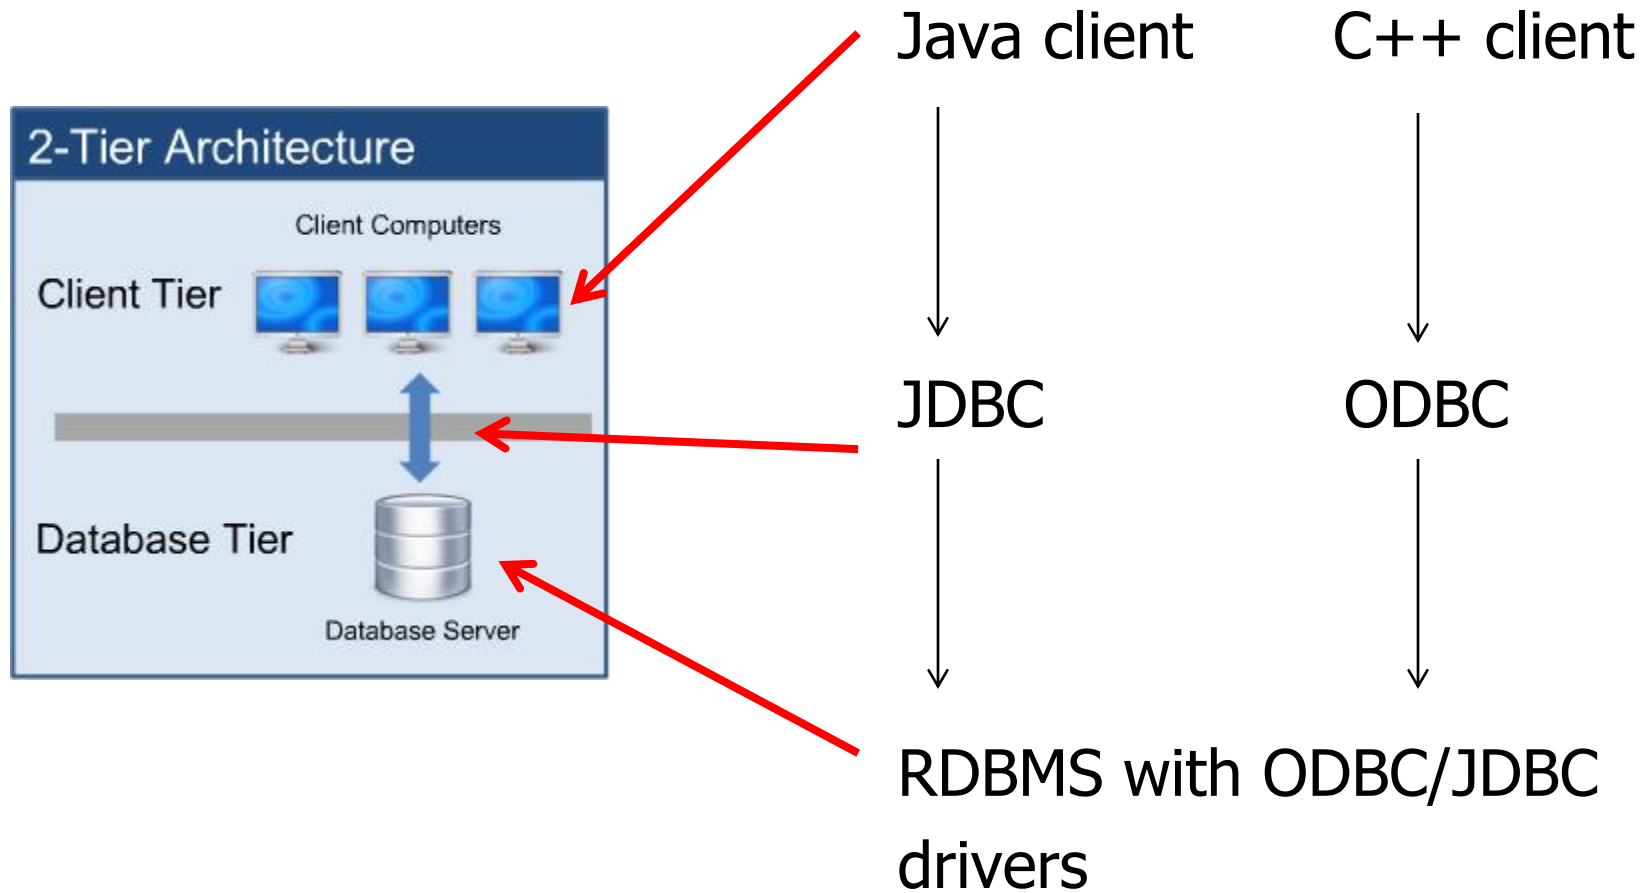 Java client
C++ client
2-Tier Architecture
Client Computers
Client Tier
JDBC
ODBC
Database Tier
Database Server
RDBMS with ODBC/JDBC
drivers